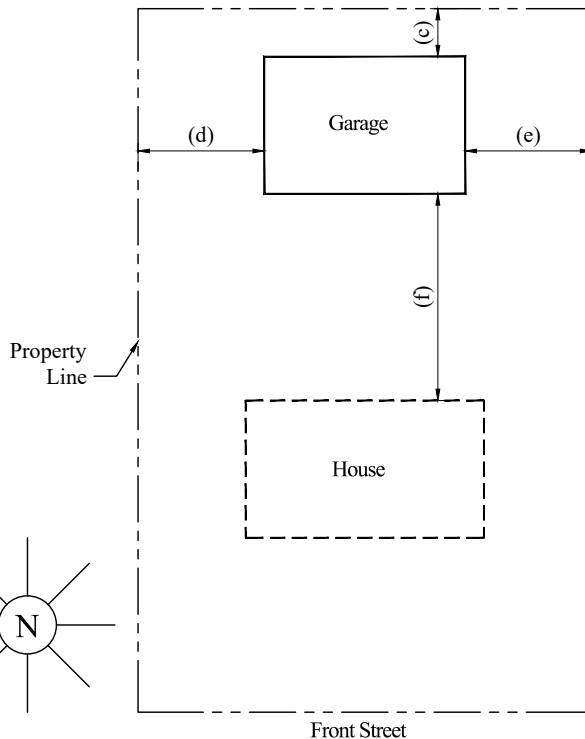 (c)
Garage
(d)
(e)
(f)
Property
Line
House
N
Front Street